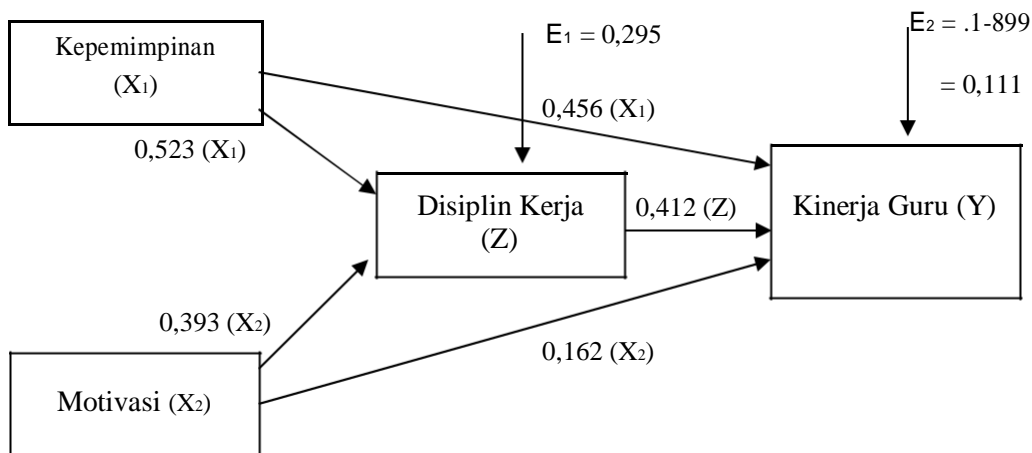 Kepemimpinan
(X1)
E1 = 0,295
E2 = .1-899
= 0,111
0,456 (X1)
0,523 (X1)
Disiplin Kerja
(Z)
0,412 (Z)
Kinerja Guru (Y)
0,393 (X2)
0,162 (X2)
Motivasi (X2)